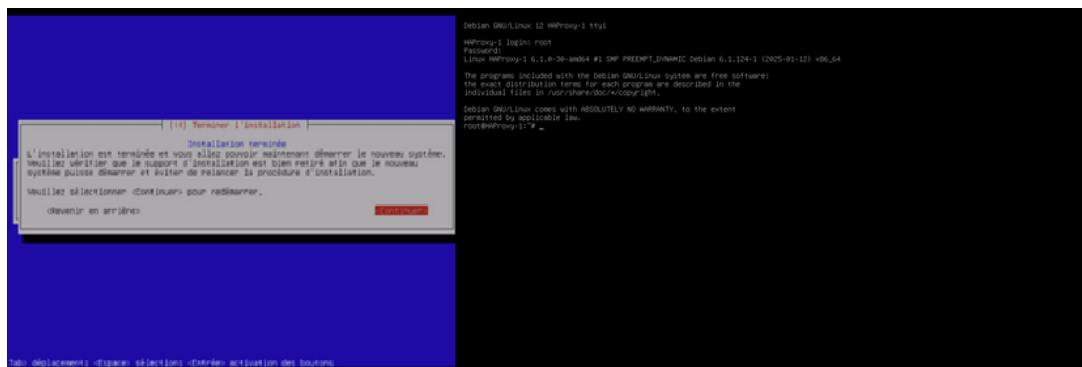 [!!] Terminer l'installation
Installation terminée
L'installation est terminée et vous allez pouvoir maintenant démarrer le nouveau système.
Veuillez vérifier que le support d'installation est bien retiré afin que le nouveau
système puisse démarrer et éviter de relancer la procédure d'installation.
Veuillez sélectionner <Continuer> pour redémarrer.
<Revenir en arrière>
<Continuer>
<Tab> déplacement; <Espace> sélection; <Entrée> activation des boutons
Debian GNU/Linux 12 HAProxy-1 tty1
HAProxy-1 login: root
Password:
Linux HAProxy-1 6.1.0-30-amd64 #1 SMP PREEMPT_DYNAMIC Debian 6.1.124-1 (2025-01-12) x86_64
The programs included with the Debian GNU/Linux system are free software;
the exact distribution terms for each program are described in the
individual files in /usr/share/doc/*/copyright.
Debian GNU/Linux comes with ABSOLUTELY NO WARRANTY, to the extent
permitted by applicable law.
root@HAProxy-1:~# _